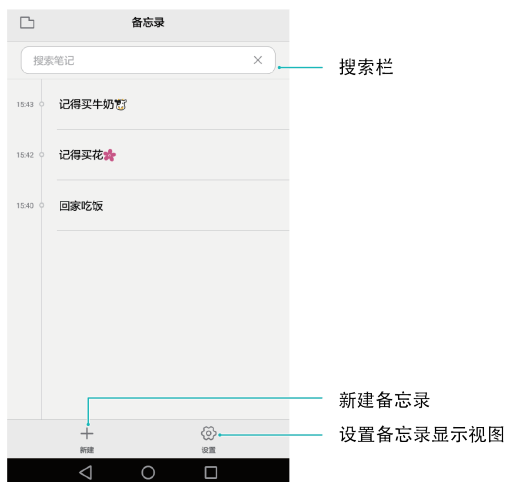 备忘录
搜索笔记
搜索栏
15:43 记得买牛奶🐮
15:42 记得买花🌸
15:40 回家吃饭
新建备忘录
设置备忘录显示视图
新建
设置